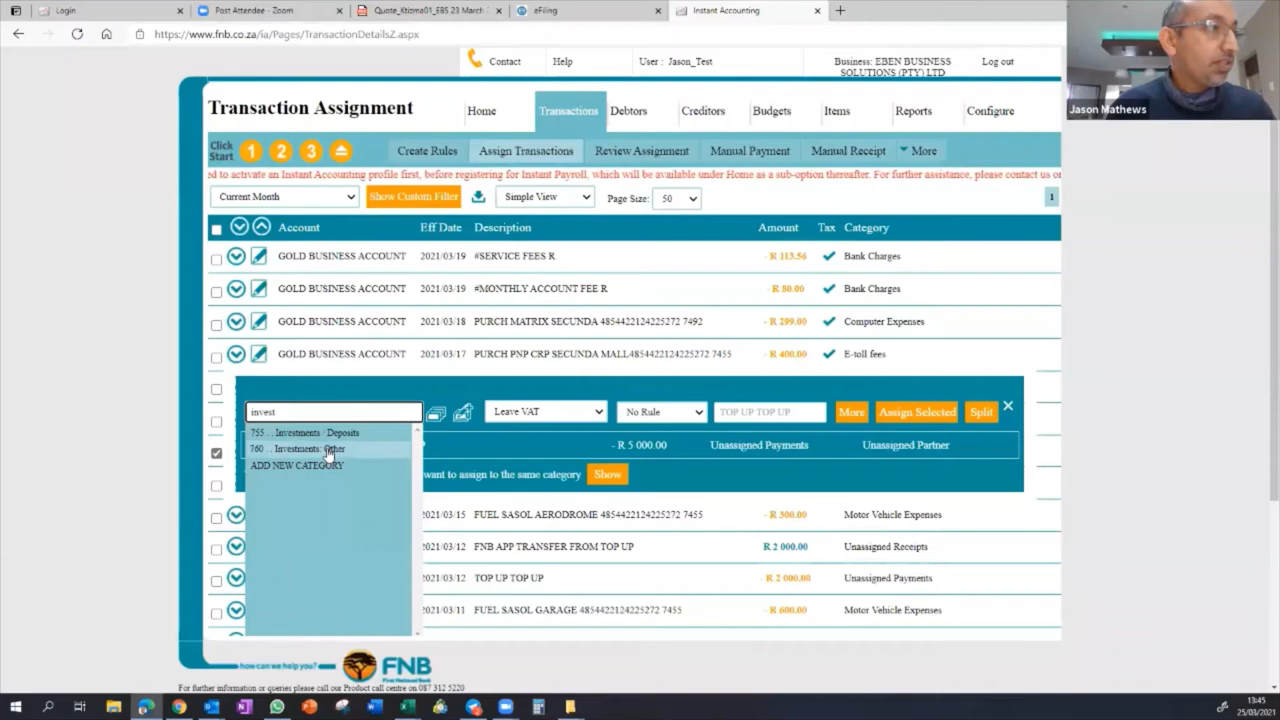 Login
Post Attendee - Zoom
Quote_Ktizma01_EBS 23 March
eFiling
Instant Accounting
https://www.fnb.co.za/ia/Pages/TransactionDetailsZ.aspx
Contact
Help
User : Jason_Test
Business: EBEN BUSINESS
SOLUTIONS (PTY) LTD
Log out
Jason Mathews
Transaction Assignment
Home
Transactions
Debtors
Creditors
Budgets
Items
Reports
Configure
Click
Start
1
2
3
Create Rules
Assign Transactions
Review Assignment
Manual Payment
Manual Receipt
More
ed to activate an Instant Accounting profile first, before registering for Instant Payroll, which will be available under Home as a sub-option thereafter. For further assistance, please contact us or
Current Month
Show Custom Filter
Simple View
Page Size:
50
1
Account Eff Date Description Amount Tax Category
GOLD BUSINESS ACCOUNT 2021/03/19 #SERVICE FEES R - R 113.56 Bank Charges
GOLD BUSINESS ACCOUNT 2021/03/19 #MONTHLY ACCOUNT FEE R - R 80.00 Bank Charges
GOLD BUSINESS ACCOUNT 2021/03/18 PURCH MATRIX SECUNDA 4854422124225272 7492 - R 299.00 Computer Expenses
GOLD BUSINESS ACCOUNT 2021/03/17 PURCH PNP CRP SECUNDA MALL4854422124225272 7455 - R 400.00 E-toll fees
invest
Leave VAT
No Rule
TOP UP TOP UP
More
Assign Selected
Split
755 . . Investments / Deposits
760 . . Investments: Other
ADD NEW CATEGORY
- R 5 000.00 Unassigned Payments Unassigned Partner
want to assign to the same category
Show
2021/03/15 FUEL SASOL AERODROME 4854422124225272 7455 - R 300.00 Motor Vehicle Expenses
2021/03/12 FNB APP TRANSFER FROM TOP UP R 2 000.00 Unassigned Receipts
2021/03/12 TOP UP TOP UP - R 2 000.00 Unassigned Payments
2021/03/11 FUEL SASOL GARAGE 4854422124225272 7455 - R 600.00 Motor Vehicle Expenses
how can we help you?
FNB
First National Bank
For further information or queries please call our Product call centre on 087 312 5220
13:45
25/03/2021